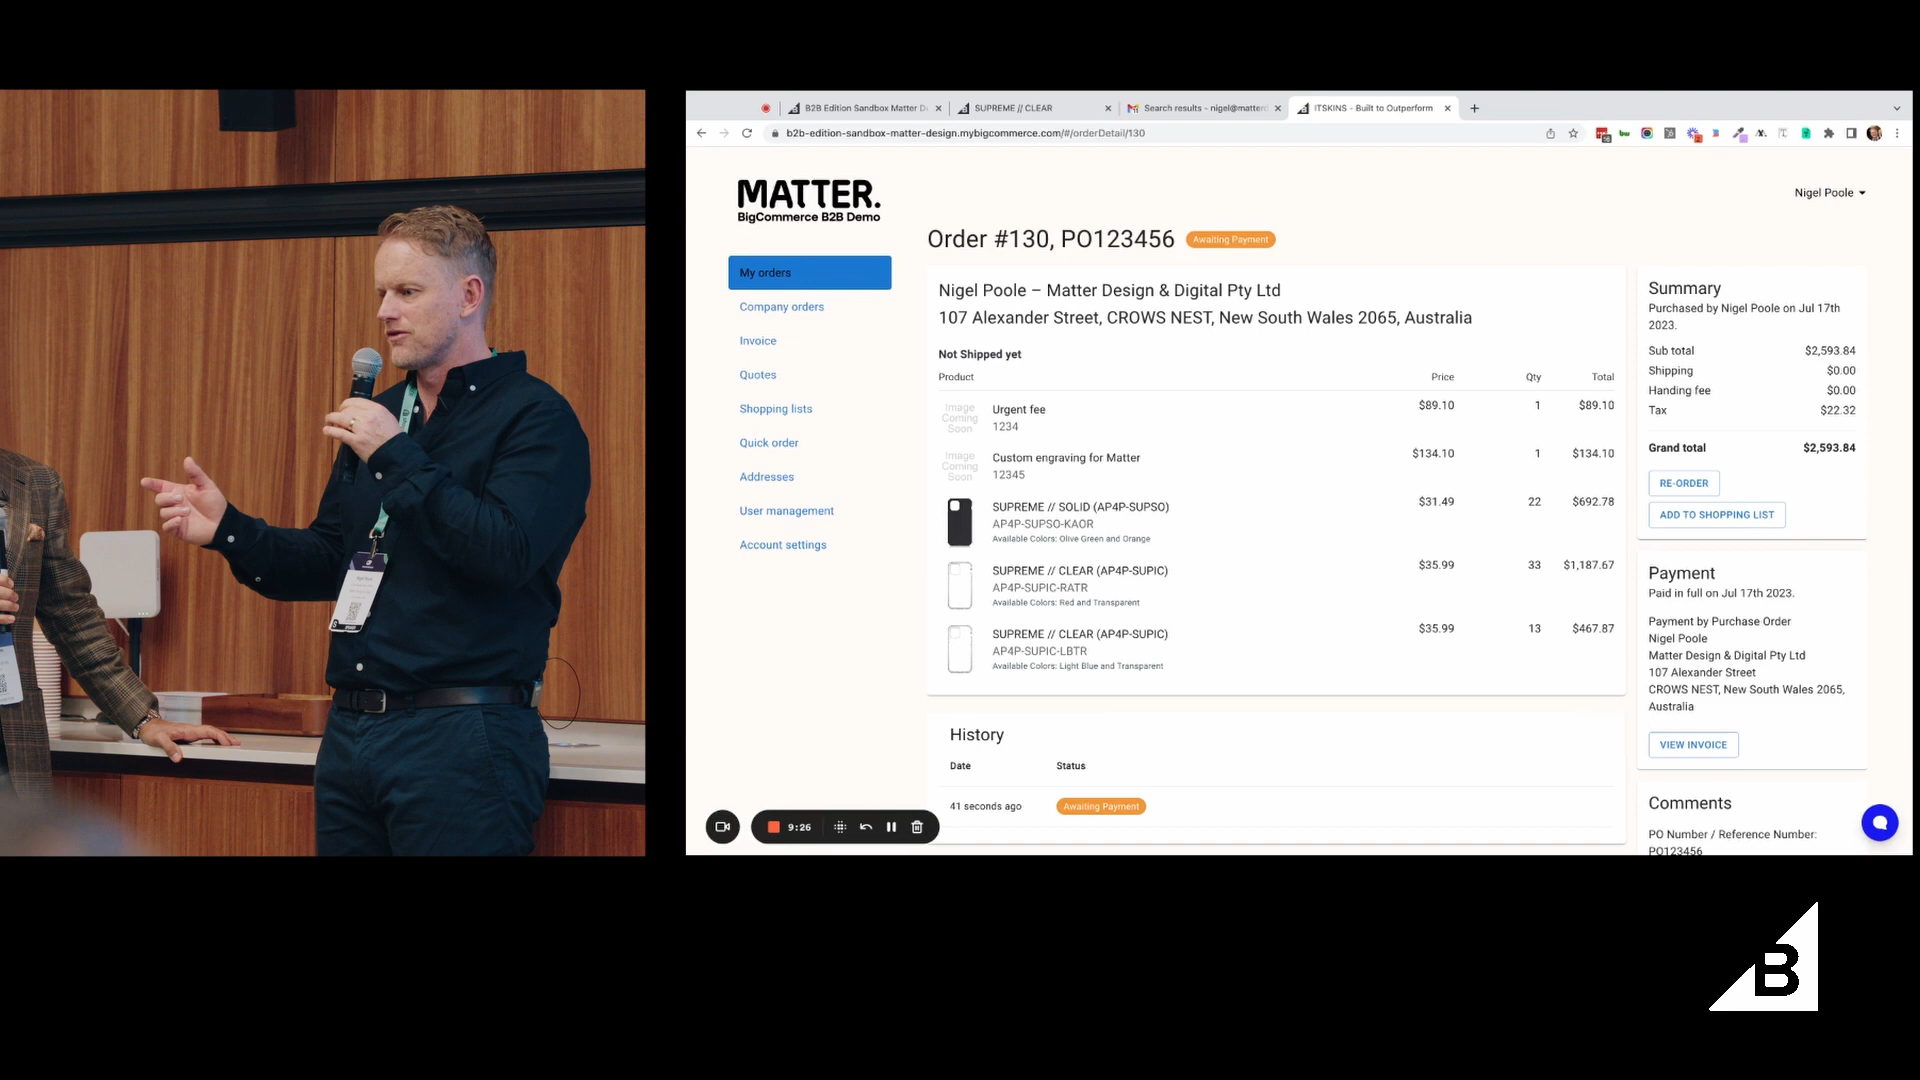 B2B Edition Sandbox Matter D
SUPREME // CLEAR
Search results - nigel@matter
ITSKINS - Built to Outperform
b2b-edition-sandbox-matter-design.mybigcommerce.com/#/orderDetail/130
MATTER.
BigCommerce B2B Demo
Nigel Poole
My orders
Company orders
Invoice
Quotes
Shopping lists
Quick order
Addresses
User management
Account settings
Order #130, PO123456
Awaiting Payment
Nigel Poole – Matter Design & Digital Pty Ltd
107 Alexander Street, CROWS NEST, New South Wales 2065, Australia
Not Shipped yet
Product Price Qty Total
Image
Coming
Soon
Urgent fee $89.10 1 $89.10
1234
Image
Coming
Soon
Custom engraving for Matter $134.10 1 $134.10
12345
SUPREME // SOLID (AP4P-SUPSO) $31.49 22 $692.78
AP4P-SUPSO-KAOR
Available Colors: Olive Green and Orange
SUPREME // CLEAR (AP4P-SUPIC) $35.99 33 $1,187.67
AP4P-SUPIC-RATR
Available Colors: Red and Transparent
SUPREME // CLEAR (AP4P-SUPIC) $35.99 13 $467.87
AP4P-SUPIC-LBTR
Available Colors: Light Blue and Transparent
History
Date Status
41 seconds ago Awaiting Payment
9:26
Summary
Purchased by Nigel Poole on Jul 17th
2023.
Sub total $2,593.84
Shipping $0.00
Handing fee $0.00
Tax $22.32
Grand total $2,593.84
RE-ORDER
ADD TO SHOPPING LIST
Payment
Paid in full on Jul 17th 2023.
Payment by Purchase Order
Nigel Poole
Matter Design & Digital Pty Ltd
107 Alexander Street
CROWS NEST, New South Wales 2065,
Australia
VIEW INVOICE
Comments
PO Number / Reference Number:
PO123456
B